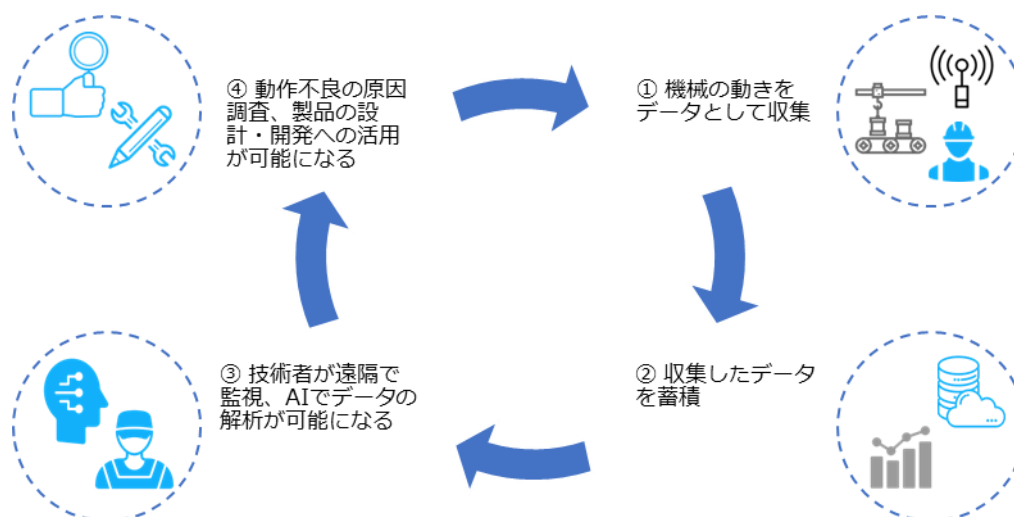 ① 機械の動きを
データとして収集
② 収集したデータ
を蓄積
③ 技術者が遠隔で
監視、AIでデータの
解析が可能になる
④ 動作不良の原因
調査、製品の設
計・開発への活用
が可能になる